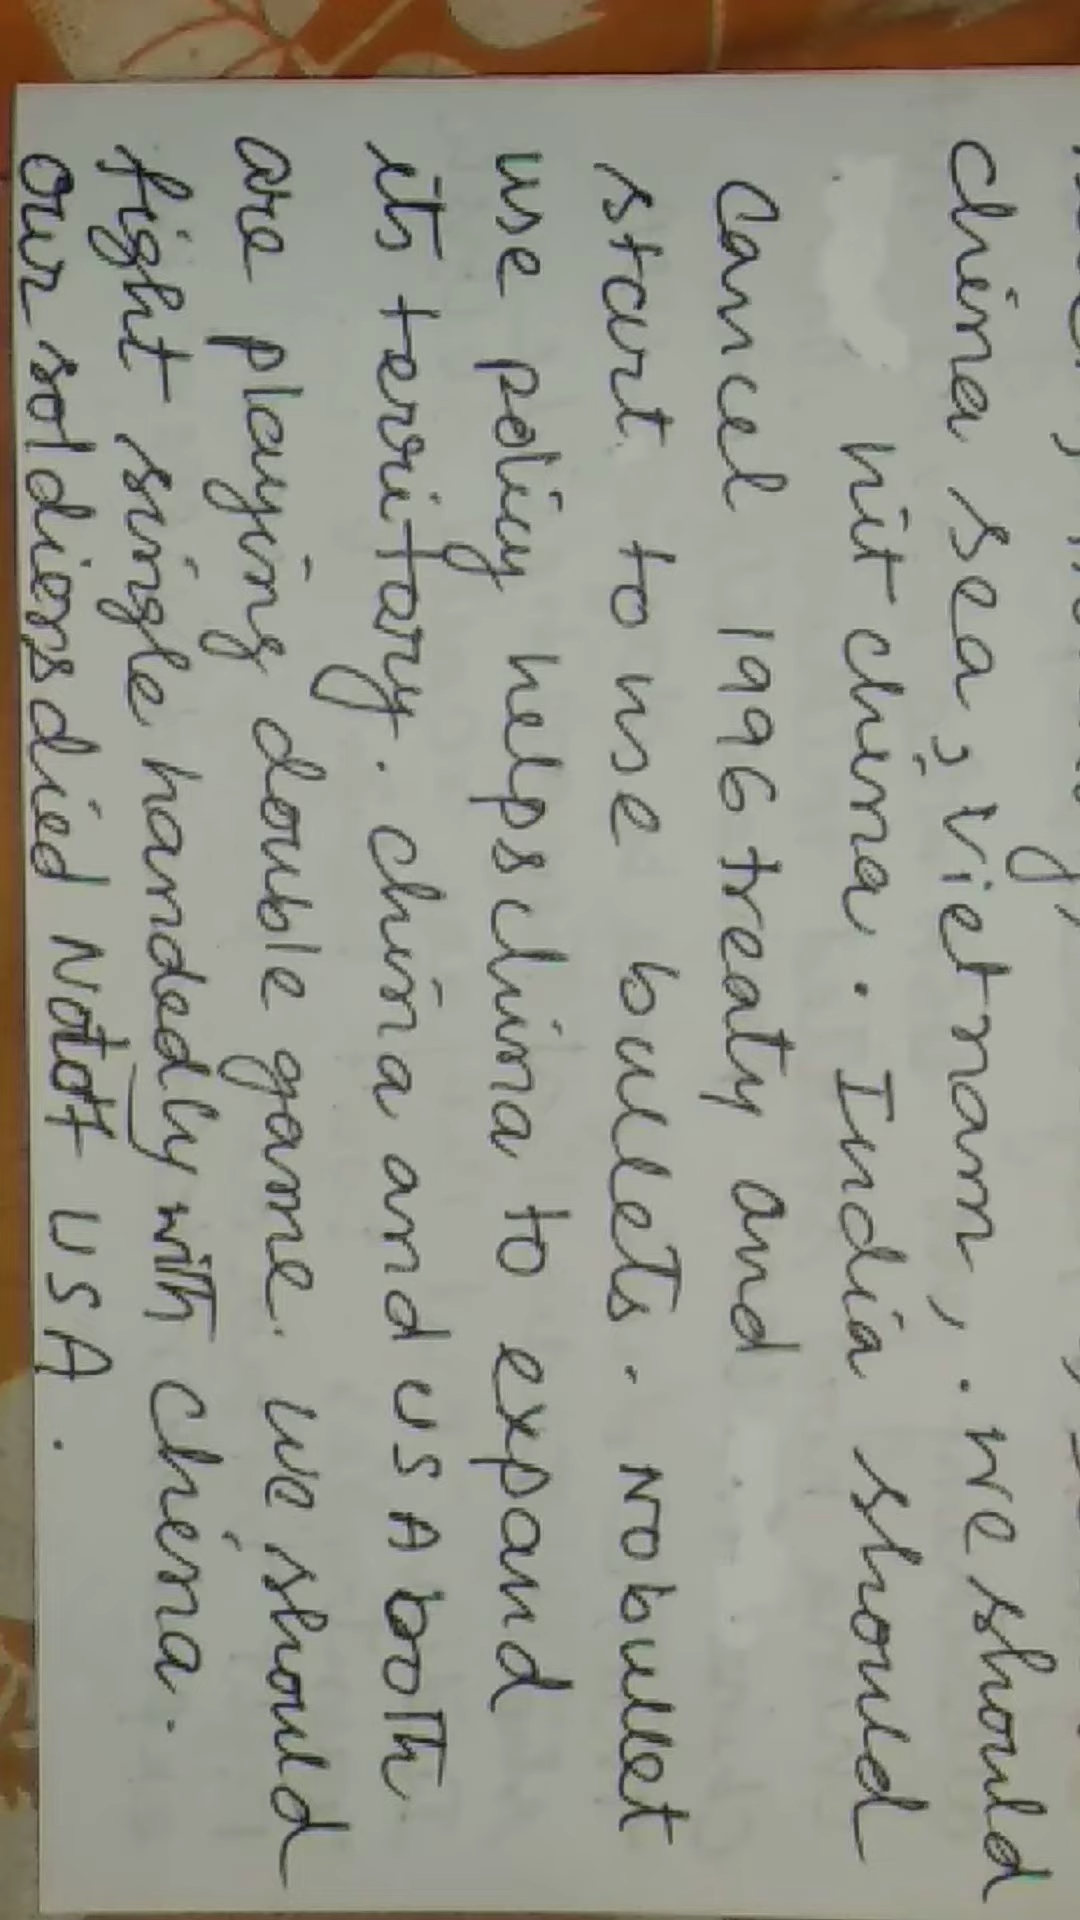 china sea, Vietnam, . we should
hit china. India should
Cancel 1996 treaty and
start to use bullets. No bullet
use policy helps china to expand
its territary. china and USA both
are playing double game. we should
fight single handedly with china.
our soldiers died Not of USA.